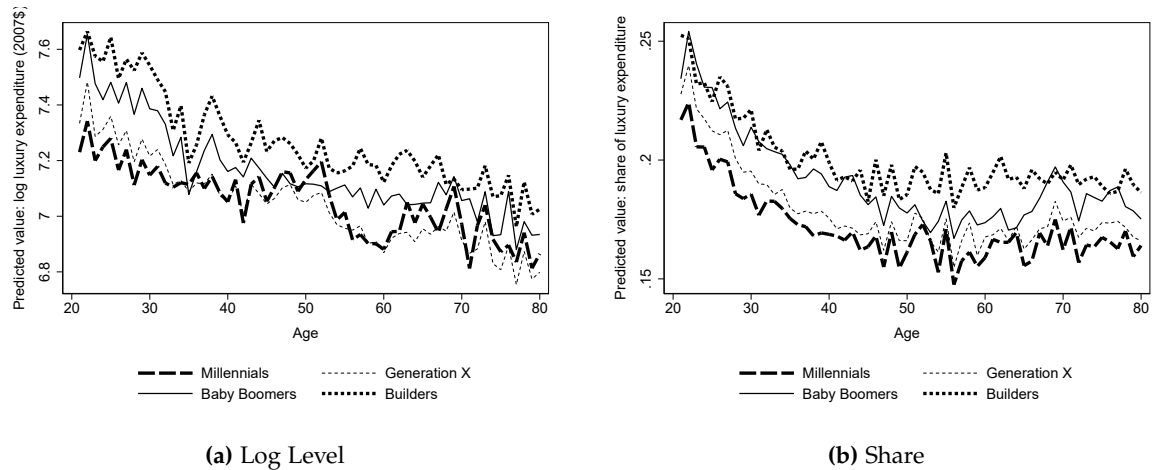 Predicted value: log luxury expenditure (2007$)
7.6
7.4
7.2
7
6.8
20 30 40 50 60 70 80
Age
Millennials Generation X
Baby Boomers Builders
(a) Log Level
Predicted value: share of luxury expenditure
.25
.2
.15
20 30 40 50 60 70 80
Age
Millennials Generation X
Baby Boomers Builders
(b) Share